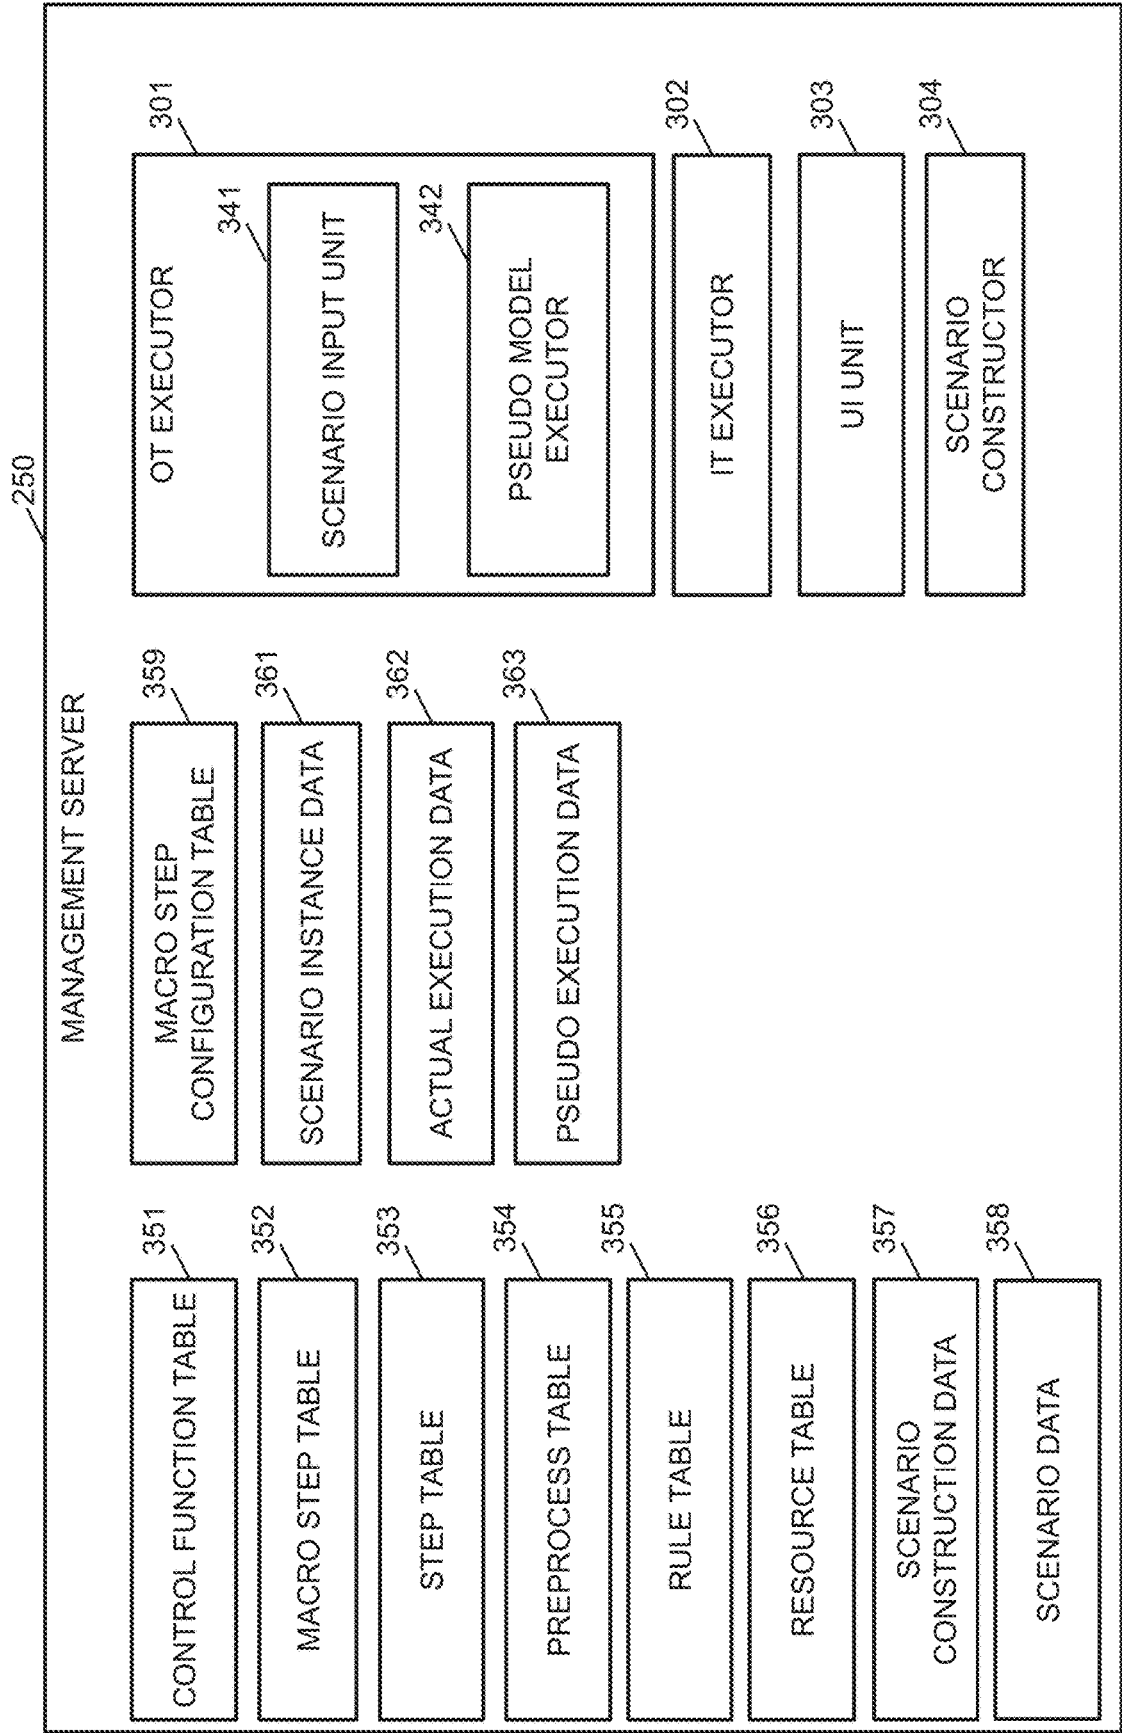 250
MANAGEMENT SERVER
351
CONTROL FUNCTION TABLE
352
MACRO STEP TABLE
353
STEP TABLE
354
PREPROCESS TABLE
355
RULE TABLE
356
RESOURCE TABLE
357
SCENARIO
CONSTRUCTION DATA
358
SCENARIO DATA
359
MACRO STEP
CONFIGURATION TABLE
361
SCENARIO INSTANCE DATA
362
ACTUAL EXECUTION DATA
363
PSEUDO EXECUTION DATA
301
OT EXECUTOR
341
SCENARIO INPUT UNIT
342
PSEUDO MODEL
EXECUTOR
302
IT EXECUTOR
303
UI UNIT
304
SCENARIO
CONSTRUCTOR